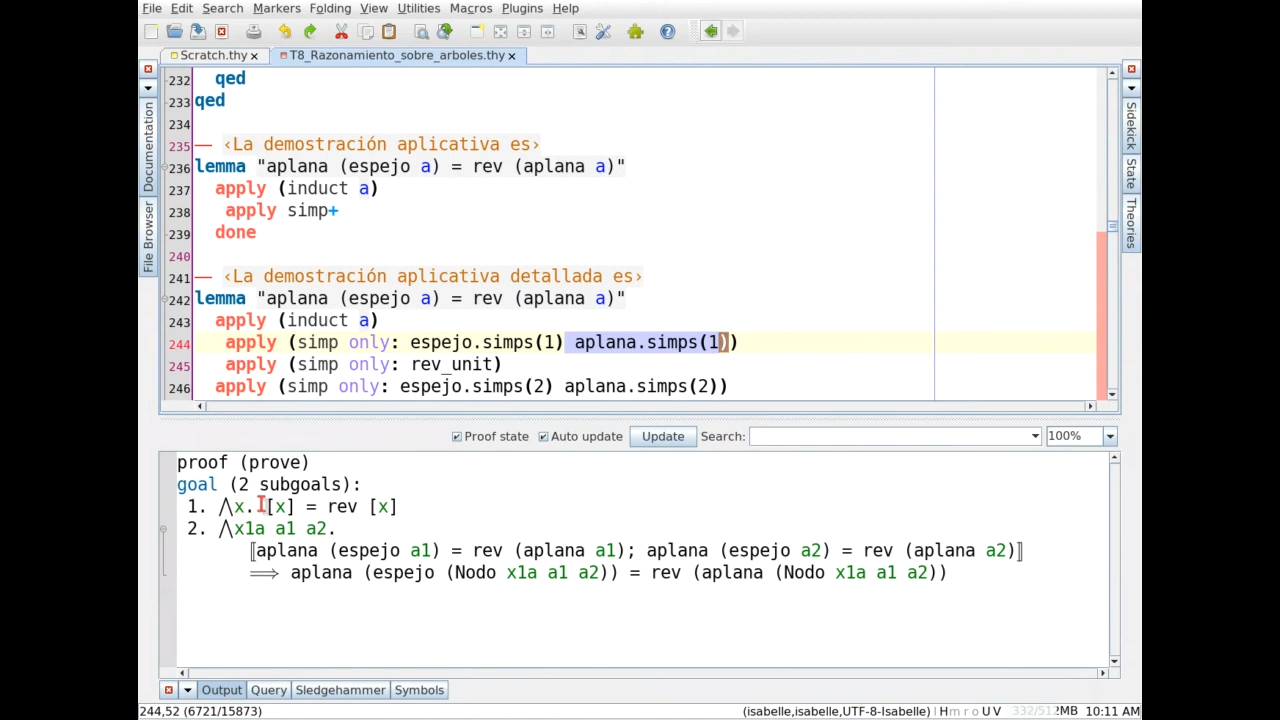 File Edit Search Markers Folding View Utilities Macros Plugins Help
Scratch.thy T8_Razonamiento_sobre_arboles.thy
Documentation
File Browser
Sidekick
State
Theories
232 qed
233 qed
234
235 — ‹La demostración aplicativa es›
236 lemma "aplana (espejo a) = rev (aplana a)"
237 apply (induct a)
238 apply simp+
239 done
240
241 — ‹La demostración aplicativa detallada es›
242 lemma "aplana (espejo a) = rev (aplana a)"
243 apply (induct a)
244 apply (simp only: espejo.simps(1) aplana.simps(1))
245 apply (simp only: rev_unit)
246 apply (simp only: espejo.simps(2) aplana.simps(2))
Proof state Auto update Update Search: 100%
proof (prove)
goal (2 subgoals):
1. ⋀x. [x] = rev [x]
2. ⋀x1a a1 a2.
⟦aplana (espejo a1) = rev (aplana a1); aplana (espejo a2) = rev (aplana a2)⟧
⟹ aplana (espejo (Nodo x1a a1 a2)) = rev (aplana (Nodo x1a a1 a2))
Output Query Sledgehammer Symbols
244,52 (6721/15873) (isabelle,isabelle,UTF-8-Isabelle) H m r o U V 332/512MB 10:11 AM